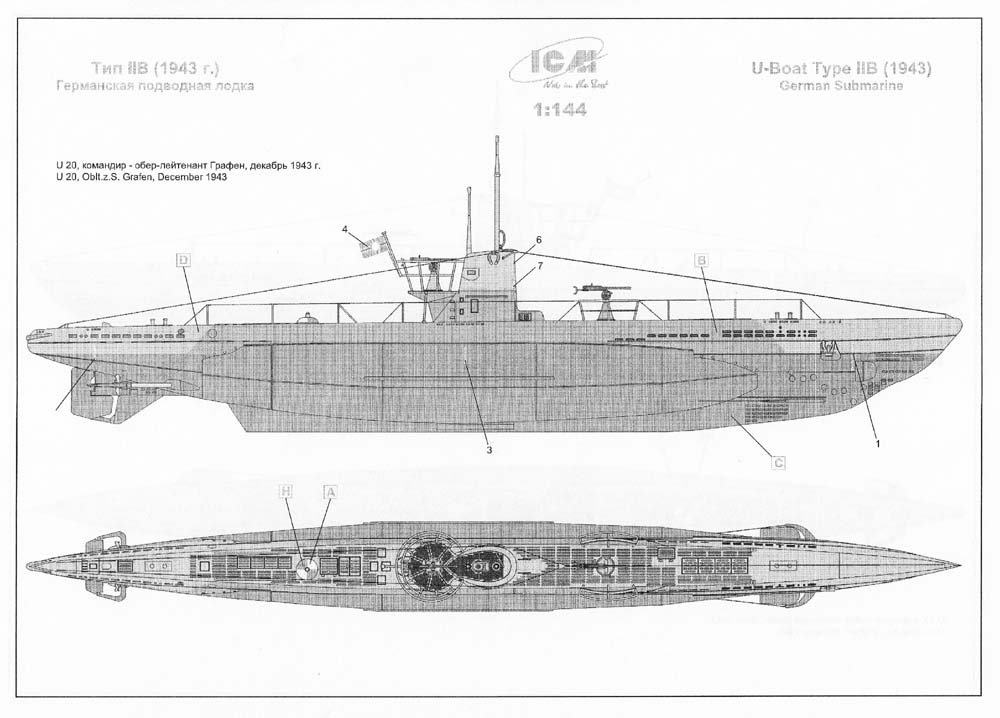 Тип IIB (1943 г.)
Германская подводная лодка
ICM
1:144
U-Boat Type IIB (1943)
German Submarine
U 20, командир - обер-лейтенант Графен, декабрь 1943 г.
U 20, Oblt.z.S. Grafen, December 1943
4
6
7
D
B
3
1
C
H
A